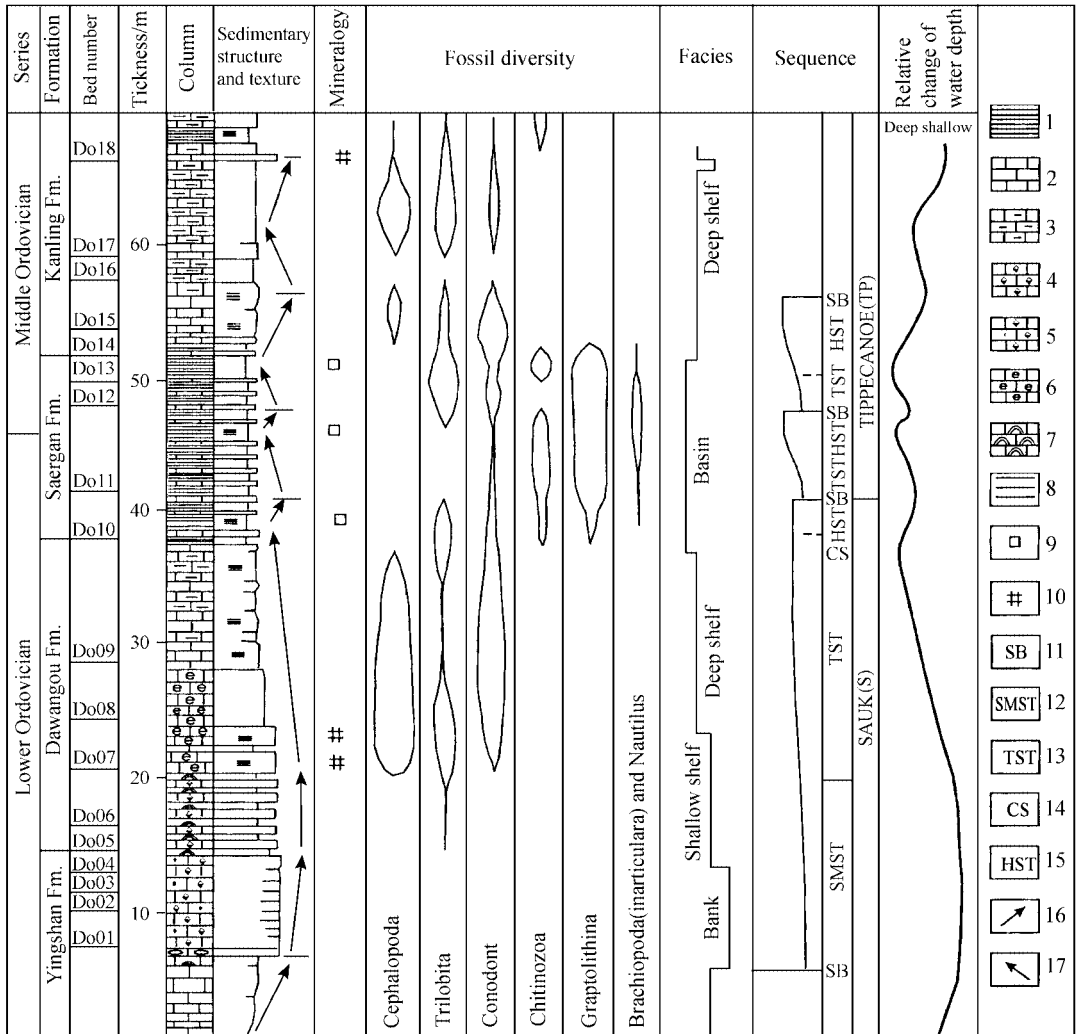 Series
Formation
Bed number
Tickness/m
Column
Sedimentary
structure
and texture
Mineralogy
Fossil diversity
Facies
Sequence
Relative
change of
water depth
Deep shallow
Middle Ordovician
Lower Ordovician
Kanling Fm.
Saergan Fm.
Dawangou Fm.
Yingshan Fm.
Do18
Do17
Do16
Do15
Do14
Do13
Do12
Do11
Do10
Do09
Do08
Do07
Do06
Do05
Do04
Do03
Do02
Do01
60
50
40
30
20
10
#
#
#
Cephalopoda
Trilobita
Conodont
Chitinozoa
Graptolithina
Brachiopoda(inarticulara) and Nautilus
Deep shelf
Basin
Deep shelf
Shallow shelf
Bank
SB
HST
TST
SB
HST
TST
SB
HST
CS
TST
SMST
SB
TIPPECANOE(TP)
SAUK(S)
1
2
3
4
5
6
7
8
9
# 10
SB 11
SMST 12
TST 13
CS 14
HST 15
16
17